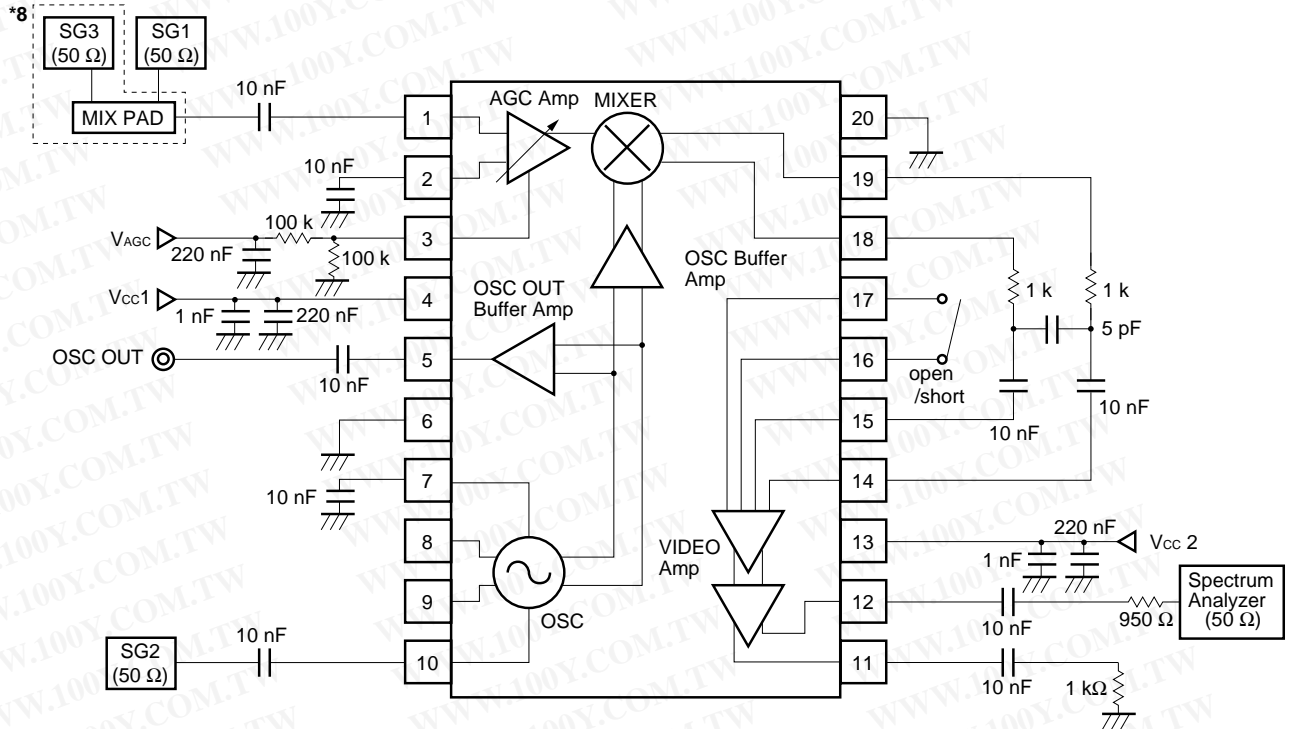 *8
SG3
(50 Ω)
SG1
(50 Ω)
MIX PAD
10 nF
1
AGC Amp
MIXER
20
10 nF
2
19
VAGC
220 nF
100 k
100 k
3
18
OSC Buffer
Amp
1 k
1 k
5 pF
VCC1
1 nF
220 nF
4
OSC OUT
Buffer Amp
17
OSC OUT
10 nF
5
16
open
/short
10 nF
10 nF
6
15
7
10 nF
14
8
VIDEO
Amp
13
220 nF
1 nF
VCC 2
9
OSC
12
10 nF
950 Ω
Spectrum
Analyzer
(50 Ω)
SG2
(50 Ω)
10 nF
10
11
10 nF
1 kΩ
WWW.100Y.COM.TW